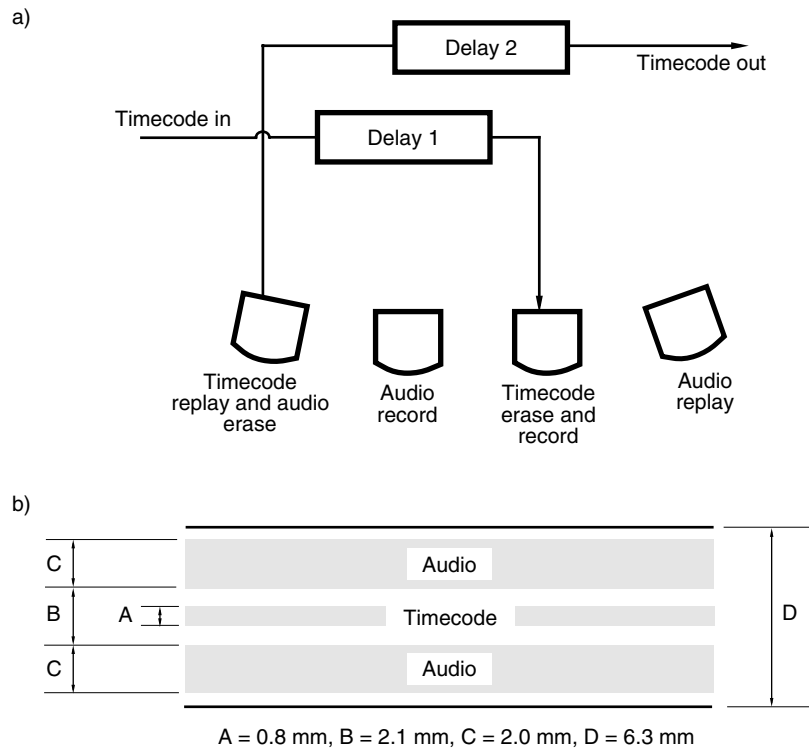 a)
Delay 2
Timecode out
Timecode in
Delay 1
Timecode
replay and audio
erase
Audio
record
Timecode
erase and
record
Audio
replay
b)
C
Audio
B
A
Timecode
D
C
Audio
A = 0.8 mm, B = 2.1 mm, C = 2.0 mm, D = 6.3 mm